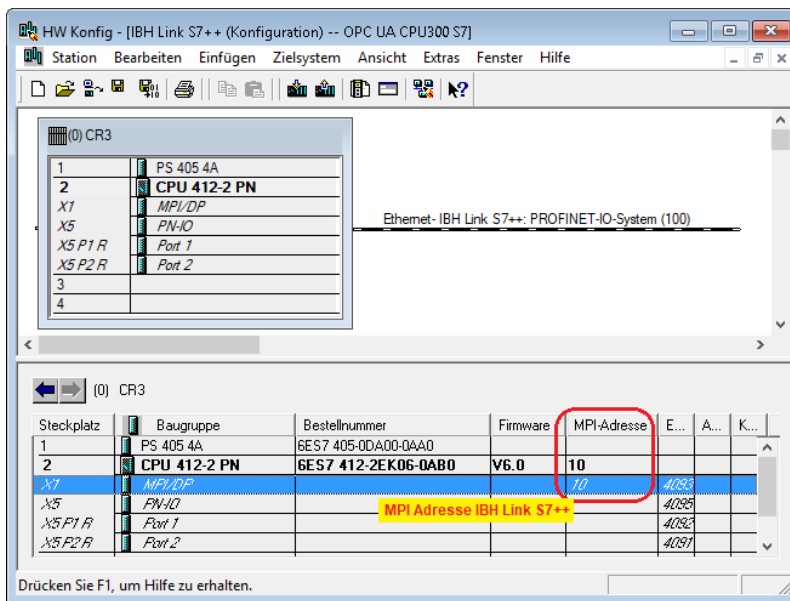 HW Konfig - [IBH Link S7++ (Konfiguration) -- OPC UA CPU300 S7]
Station Bearbeiten Einfügen Zielsystem Ansicht Extras Fenster Hilfe
(0) CR3
1 PS 405 4A
2 CPU 412-2 PN
X1 MPI/DP
X5 PN-IO
X5 P1 R Port 1
X5 P2 R Port 2
3
4
Ethernet- IBH Link S7++: PROFINET-IO-System (100)
(0) CR3
Steckplatz Baugruppe Bestellnummer Firmware MPI-Adresse E... A... K...
1 PS 405 4A 6ES7 405-0DA00-0AA0
2 CPU 412-2 PN 6ES7 412-2EK06-0AB0 V6.0 10
X1 MPI/DP 10 4093
X5 PN-IO 4095
MPI Adresse IBH Link S7++
X5 P1 R Port 1 4092
X5 P2 R Port 2 4091
Drücken Sie F1, um Hilfe zu erhalten.